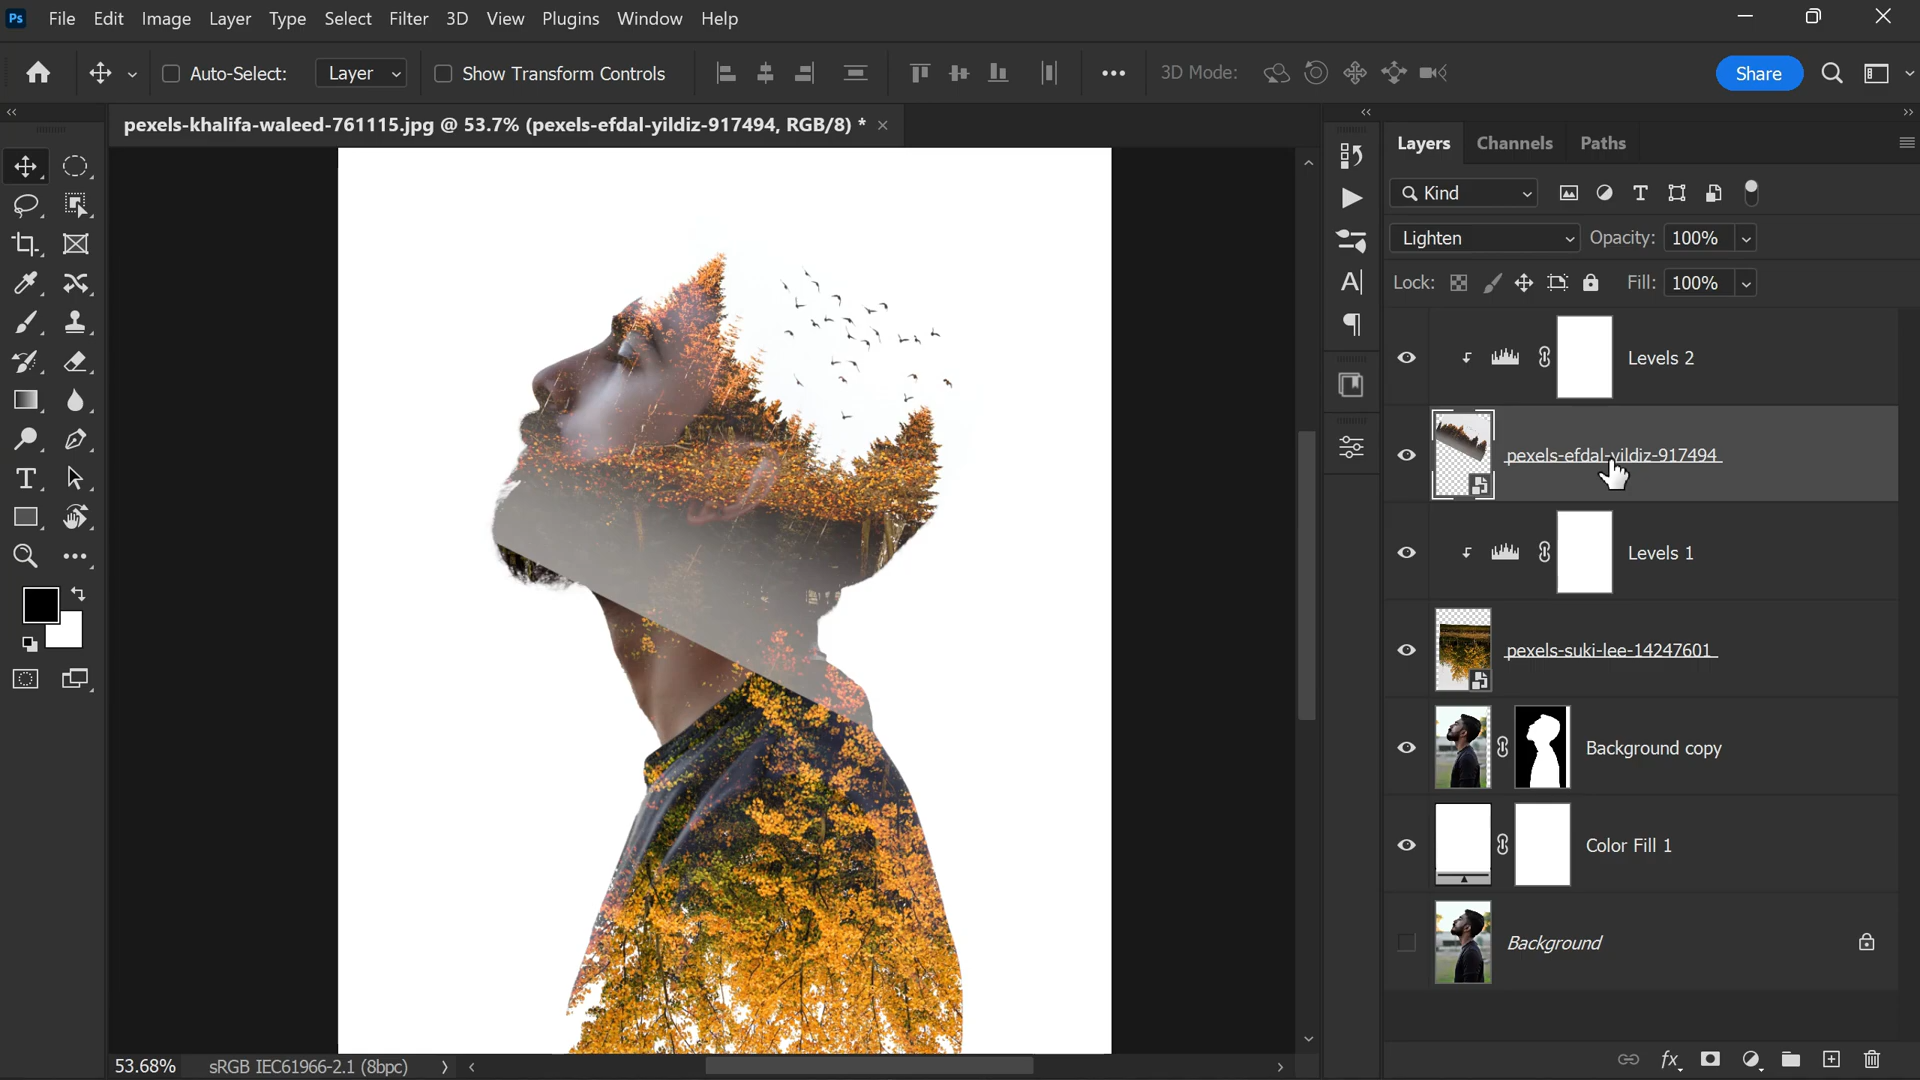 Ps File Edit Image Layer Type Select Filter 3D View Plugins Window Help
Auto-Select: Layer Show Transform Controls 3D Mode: Share
pexels-khalifa-waleed-761115.jpg @ 53.7% (pexels-efdal-yildiz-917494, RGB/8) *
Layers Channels Paths
Kind
Lighten Opacity: 100%
Lock: Fill: 100%
Levels 2
pexels-efdal-yildiz-917494
Levels 1
pexels-suki-lee-14247601
Background copy
Color Fill 1
Background
53.68% sRGB IEC61966-2.1 (8bpc)